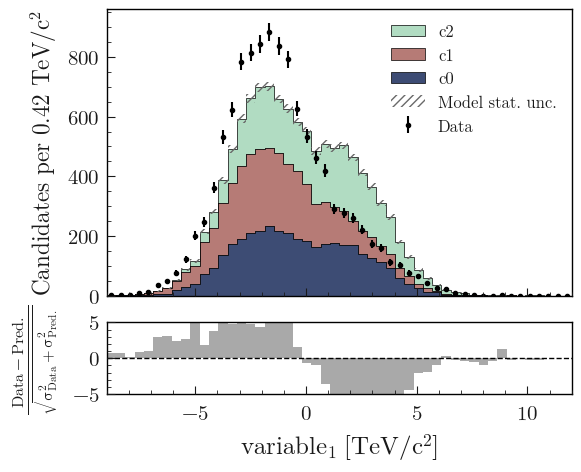 Candidates per 0.42 TeV/c²
800
600
400
200
0
c2
c1
c0
Model stat. unc.
Data
Data − Pred.
√σ²Data + σ²Pred.
5
0
−5
−5
0
5
10
variable₁ [TeV/c²]